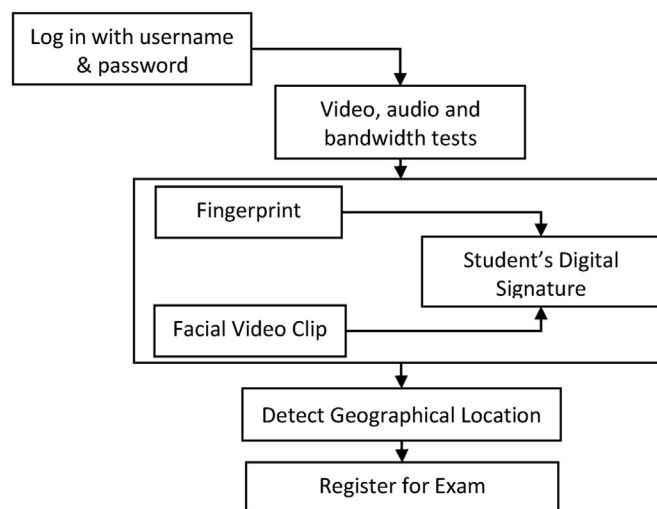 Log in with username
& password
Video, audio and
bandwidth tests
Fingerprint
Student’s Digital
Signature
Facial Video Clip
Detect Geographical Location
Register for Exam